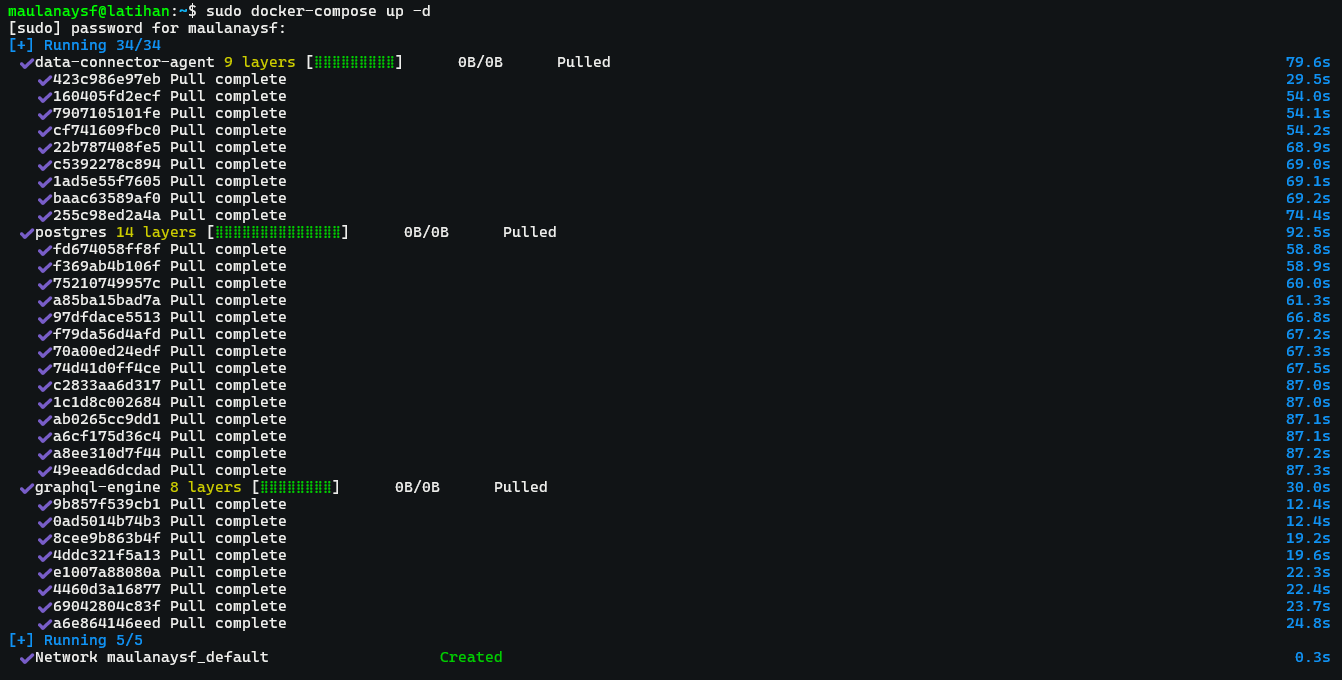 maulanaysf@latihan:~$ sudo docker-compose up -d
[sudo] password for maulanaysf:
[+] Running 34/34
✔data-connector-agent 9 layers [⣿⣿⣿⣿⣿⣿⣿⣿⣿] 0B/0B Pulled 79.6s
✔423c986e97eb Pull complete 29.5s
✔160405fd2ecf Pull complete 54.0s
✔7907105101fe Pull complete 54.1s
✔cf741609fbc0 Pull complete 54.2s
✔22b787408fe5 Pull complete 68.9s
✔c5392278c894 Pull complete 69.0s
✔1ad5e55f7605 Pull complete 69.1s
✔baac63589af0 Pull complete 69.2s
✔255c98ed2a4a Pull complete 74.4s
✔postgres 14 layers [⣿⣿⣿⣿⣿⣿⣿⣿⣿⣿⣿⣿⣿⣿] 0B/0B Pulled 92.5s
✔fd674058ff8f Pull complete 58.8s
✔f369ab4b106f Pull complete 58.9s
✔75210749957c Pull complete 60.0s
✔a85ba15bad7a Pull complete 61.3s
✔97dfdace5513 Pull complete 66.8s
✔f79da56d4afd Pull complete 67.2s
✔70a00ed24edf Pull complete 67.3s
✔74d41d0ff4ce Pull complete 67.5s
✔c2833aa6d317 Pull complete 87.0s
✔1c1d8c002684 Pull complete 87.0s
✔ab0265cc9dd1 Pull complete 87.1s
✔a6cf175d36c4 Pull complete 87.1s
✔a8ee310d7f44 Pull complete 87.2s
✔49eead6dcdad Pull complete 87.3s
✔graphql-engine 8 layers [⣿⣿⣿⣿⣿⣿⣿⣿] 0B/0B Pulled 30.0s
✔9b857f539cb1 Pull complete 12.4s
✔0ad5014b74b3 Pull complete 12.4s
✔8cee9b863b4f Pull complete 19.2s
✔4ddc321f5a13 Pull complete 19.6s
✔e1007a88080a Pull complete 22.3s
✔4460d3a16877 Pull complete 22.4s
✔69042804c83f Pull complete 23.7s
✔a6e864146eed Pull complete 24.8s
[+] Running 5/5
✔Network maulanaysf_default Created 0.3s